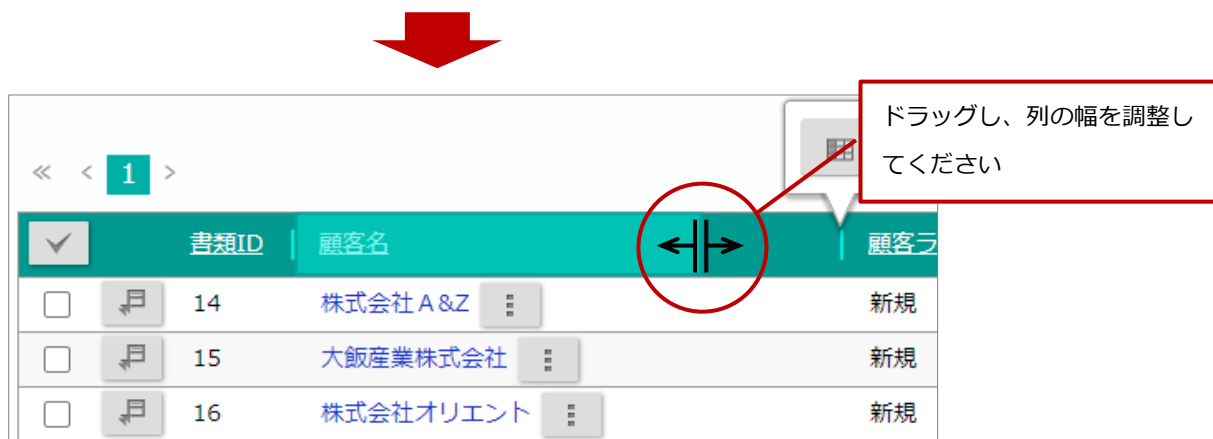 ドラッグし、列の幅を調整し
てください
« < 1 >
書類ID 顧客名 顧客ラ
14 株式会社A&Z 新規
15 大飯産業株式会社 新規
16 株式会社オリエント 新規